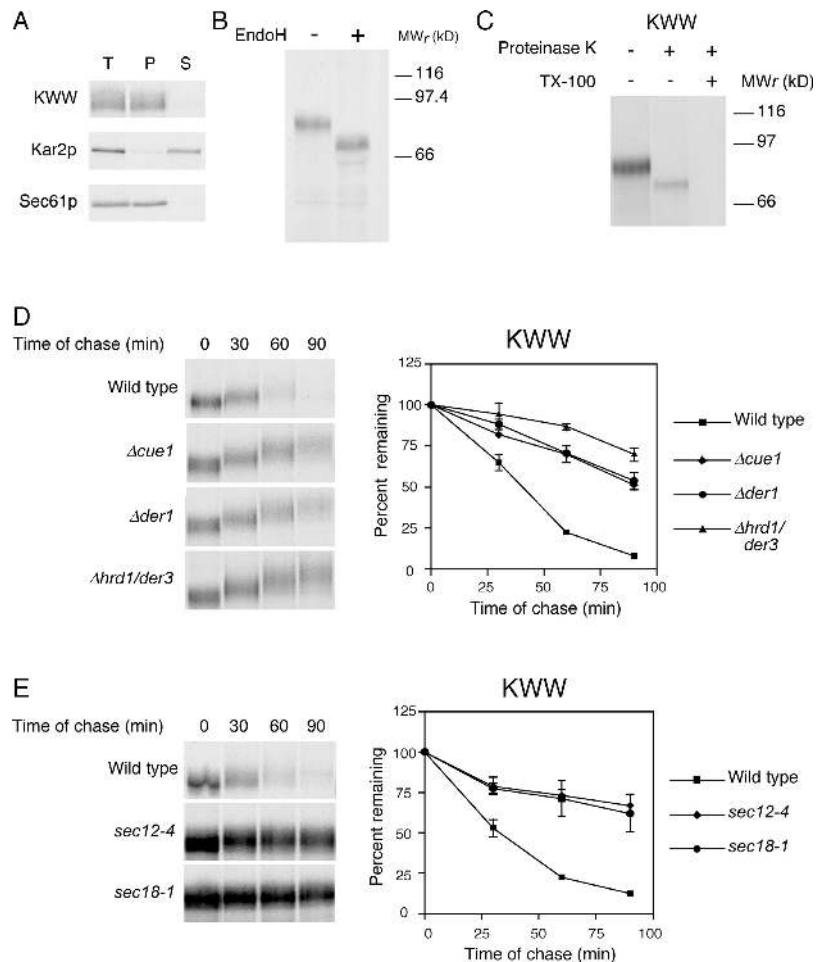 A
T P S
KWW
Kar2p
Sec61p
B
EndoH - + MWr (kD)
116
97.4
66
C
KWW
Proteinase K - + +
TX-100 - - + MWr (kD)
116
97
66
D
Time of chase (min) 0 30 60 90
Wild type
Δcue1
Δder1
Δhrd1/der3
KWW
Percent remaining
125
100
75
50
25
0
0 25 50 75 100
Time of chase (min)
Wild type
Δcue1
Δder1
Δhrd1/
der3
E
Time of chase (min) 0 30 60 90
Wild type
sec12-4
sec18-1
KWW
Percent remaining
125
100
75
50
25
0
0 25 50 75 100
Time of chase (min)
Wild type
sec12-4
sec18-1